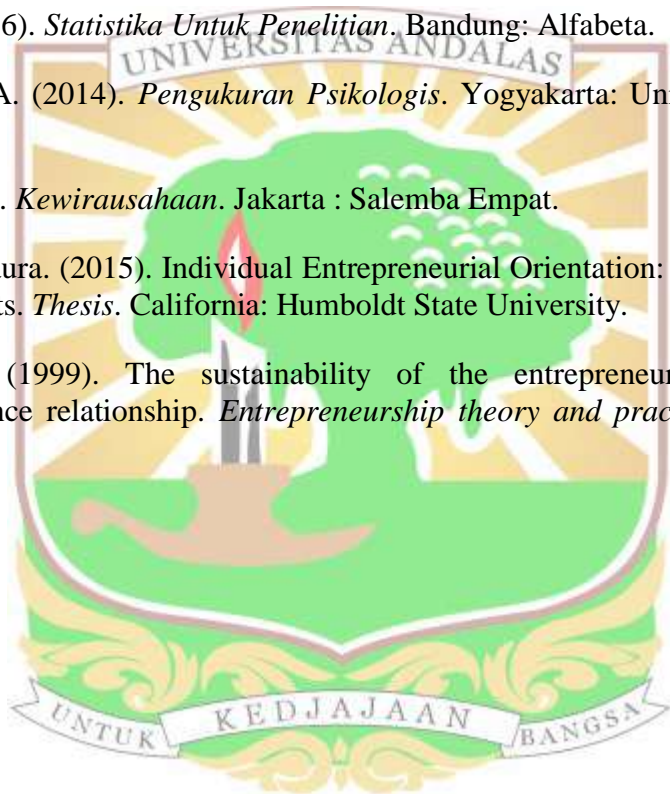 6). Statistika Untuk Penelitian. Bandung: Alfabeta.
UNIVERSITAS ANDALAS
A. (2014). Pengukuran Psikologis. Yogyakarta: Uni
. Kewirausahaan. Jakarta : Salemba Empat.
ura. (2015). Individual Entrepreneurial Orientation:
ts. Thesis. California: Humboldt State University.
(1999). The sustainability of the entrepreneur
nce relationship. Entrepreneurship theory and prac
UNTUK KEDJAJAAN BANGSA